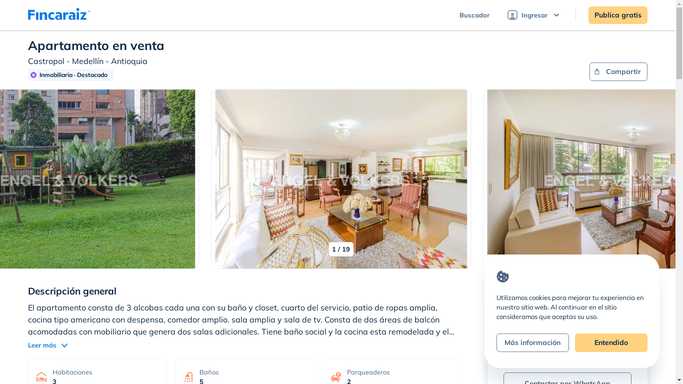 Fincaraiz
Buscador
Ingresar
Publica gratis
Apartamento en venta
Castropol - Medellín - Antioquia
Inmobiliaria · Destacado
Compartir
ENGEL & VÖLKERS
ENGEL & VÖLKERS
ENGEL & VÖLKERS
1 / 19
Descripción general
El apartamento consta de 3 alcobas cada una con su baño y closet, cuarto del servicio, patio de ropas amplia,
cocina tipo americano con despensa, comedor amplio, sala amplia y sala de tv. Consta de dos áreas de balcón
acomodadas con mobiliario que genera dos salas adicionales. Tiene baño social y la cocina esta remodelada y el...
Leer más
Habitaciones
3
Baños
5
Parqueaderos
2
Utilizamos cookies para mejorar tu experiencia en
nuestro sitio web. Al continuar en el sitio
consideramos que aceptas su uso.
Más información
Entendido
Contactar por WhatsApp